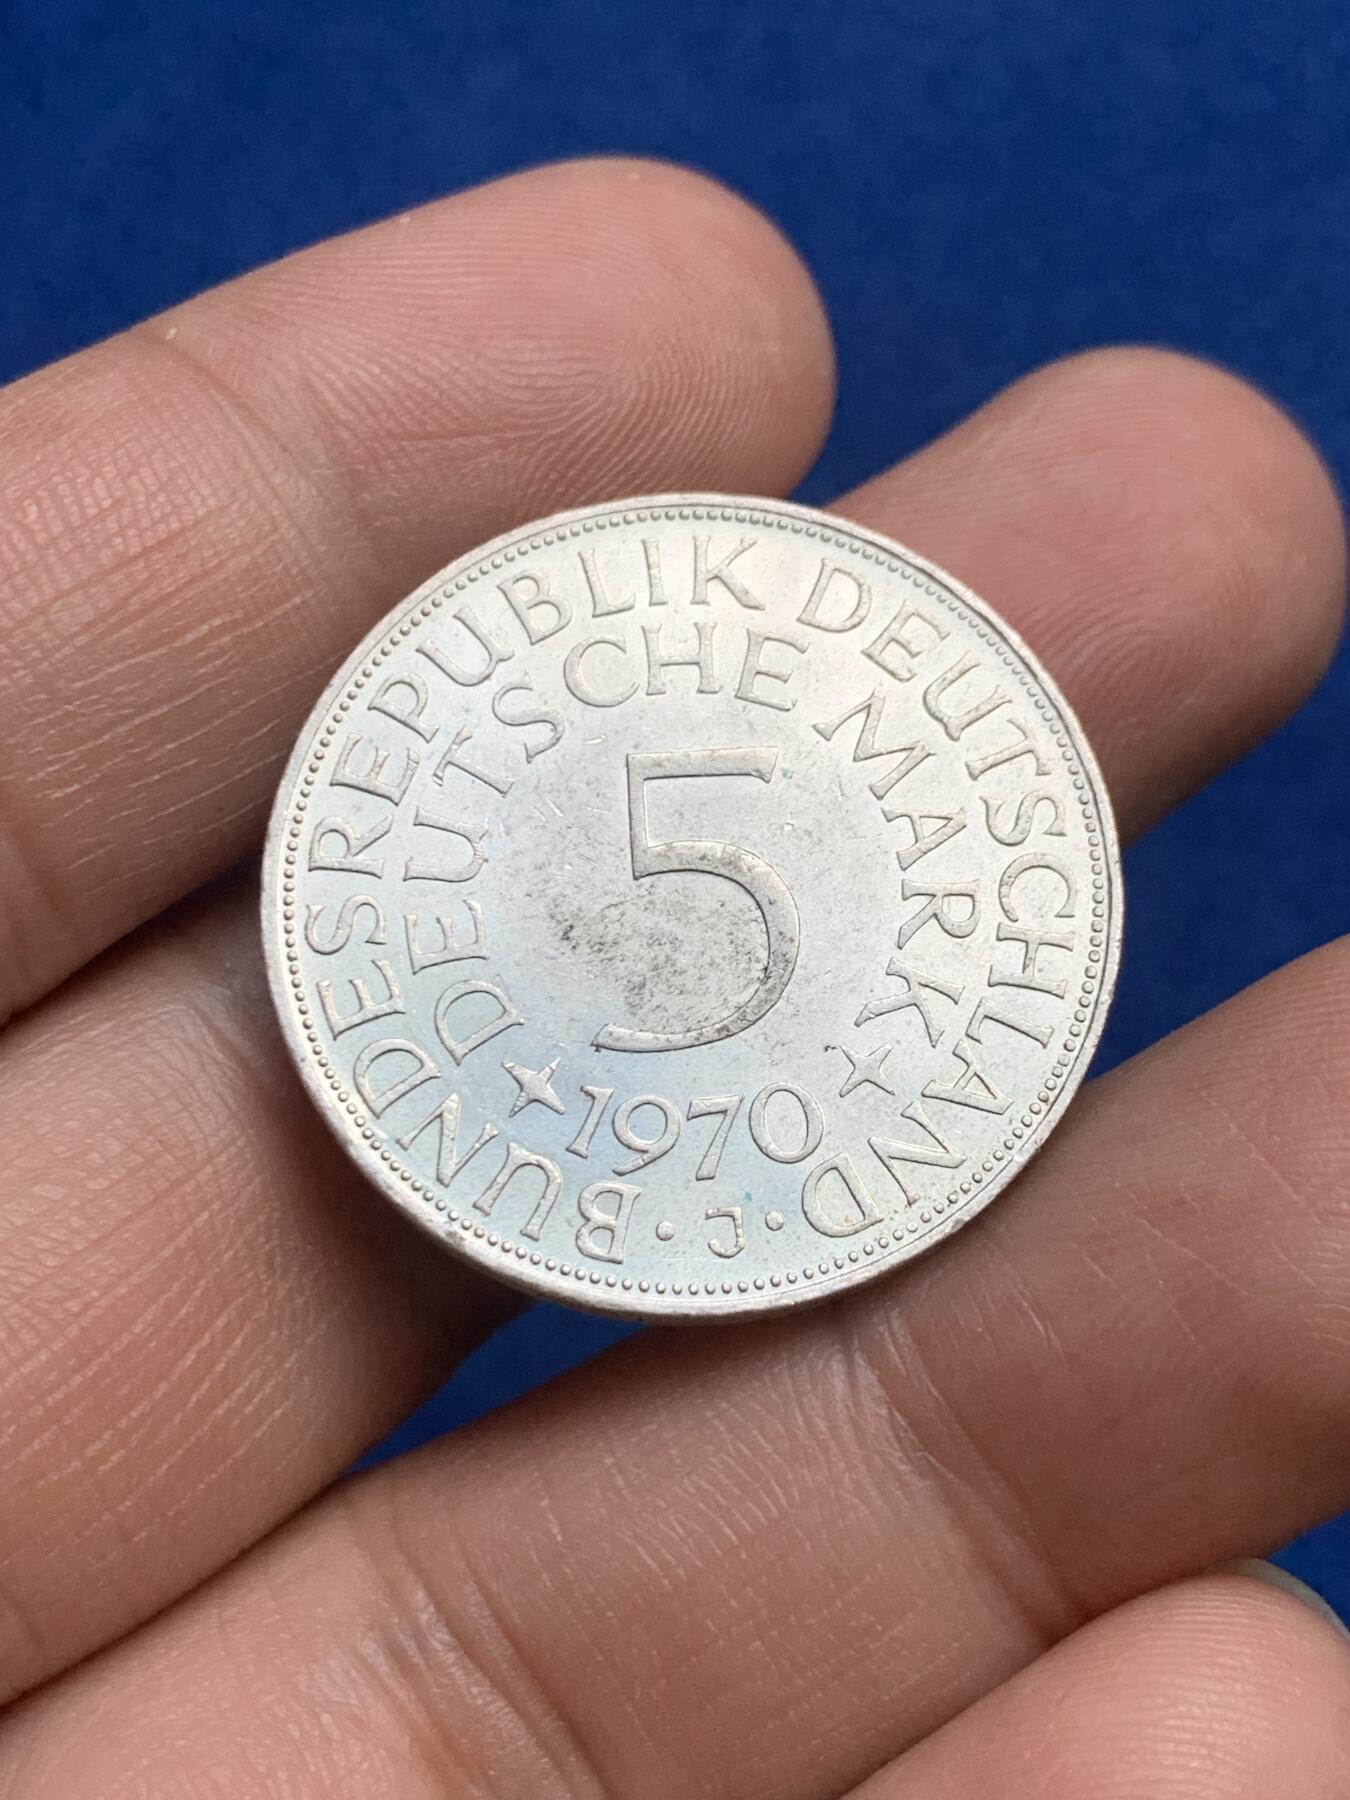 BUNDESREPUBLIK DEUTSCHLAND
DEUTSCHE MARK
5
1970
· J ·